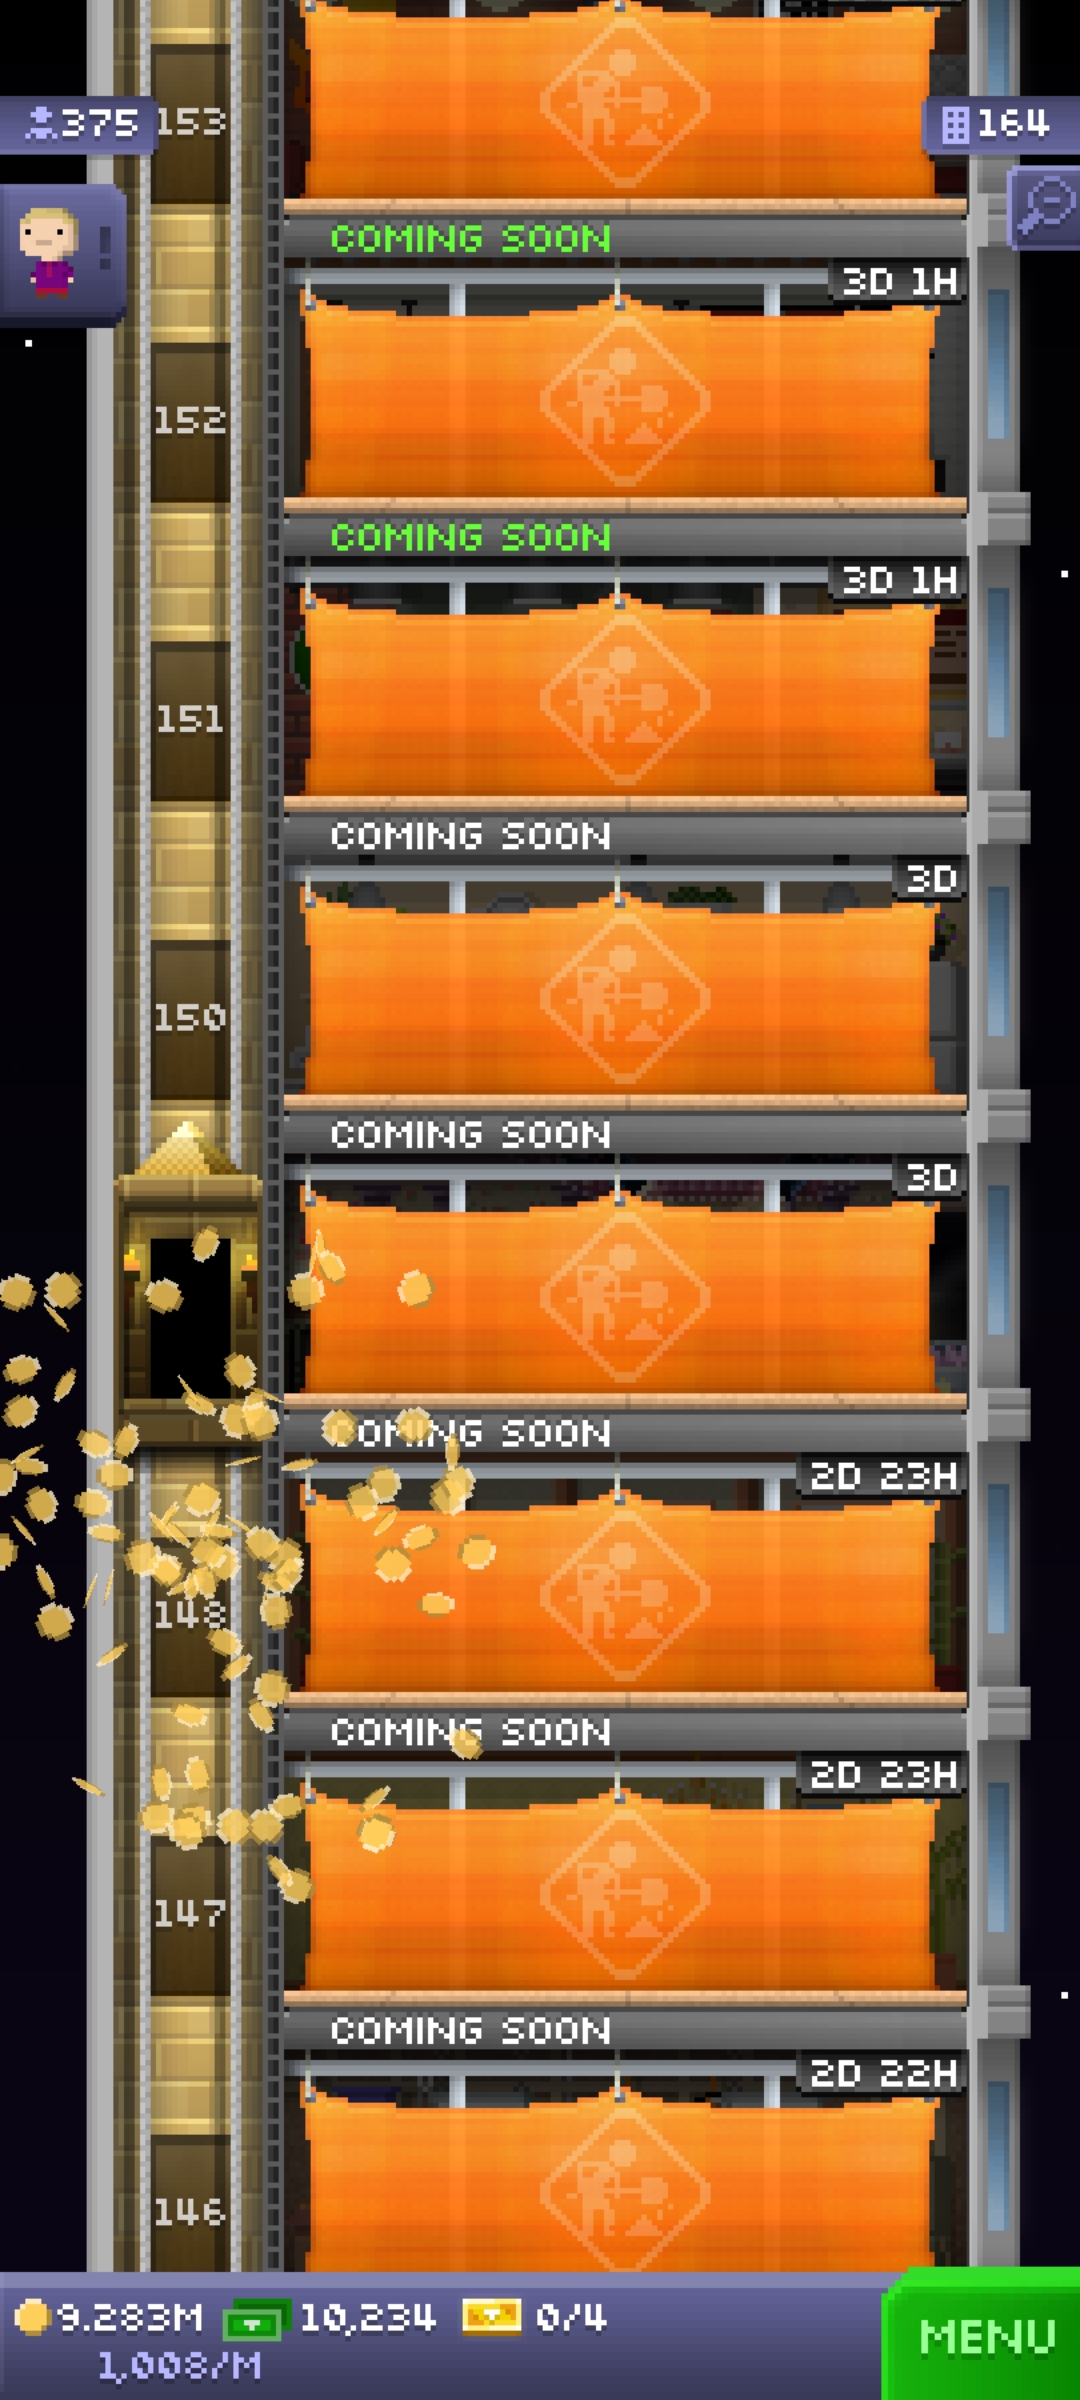 375
153
164
!
COMING SOON
3D 1H
152
COMING SOON
3D 1H
151
COMING SOON
3D
150
COMING SOON
3D
COMING SOON
2D 23H
148
COMING SOON
2D 23H
147
COMING SOON
2D 22H
146
9.283M
10,234
0/4
MENU
1,008/M